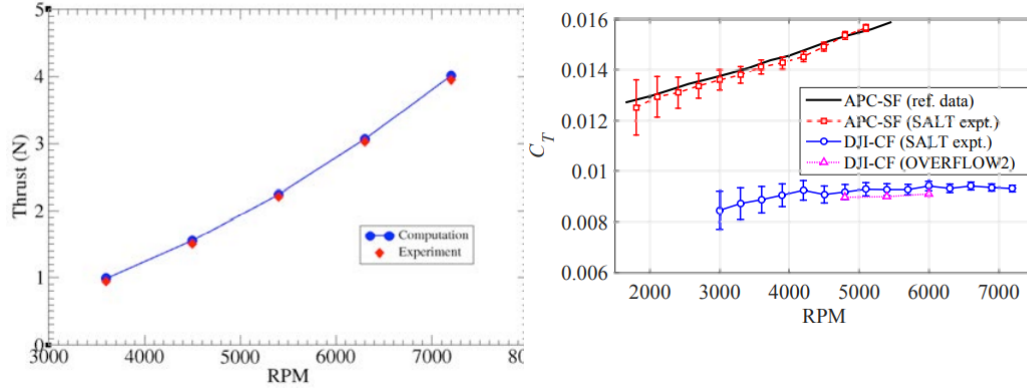 5
4
3
2
1
0
Thrust (N)
3000 4000 5000 6000 7000 80
RPM
Computation
Experiment
0.016
0.014
0.012
0.01
0.008
0.006
C_T
2000 3000 4000 5000 6000 7000
RPM
APC-SF (ref. data)
APC-SF (SALT expt.)
DJI-CF (SALT expt.)
DJI-CF (OVERFLOW2)